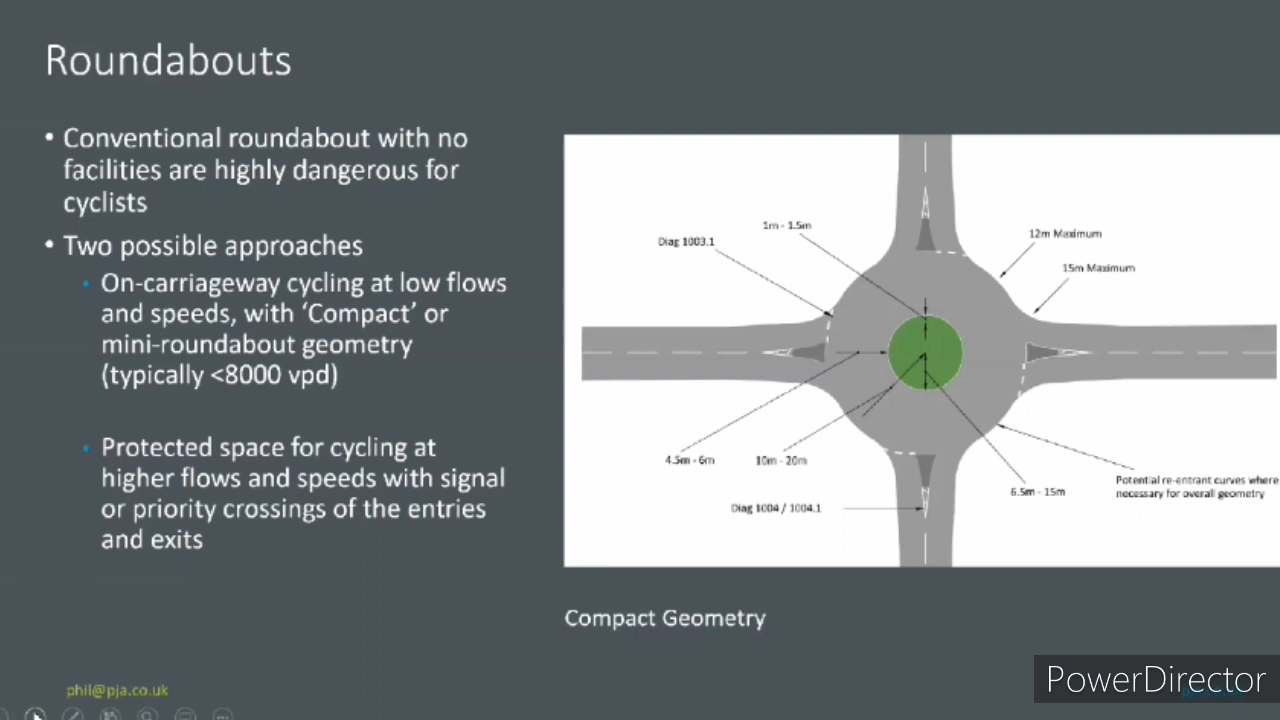 Roundabouts
• Conventional roundabout with no
facilities are highly dangerous for
cyclists
• Two possible approaches
• On-carriageway cycling at low flows
and speeds, with ‘Compact’ or
mini-roundabout geometry
(typically <8000 vpd)
• Protected space for cycling at
higher flows and speeds with signal
or priority crossings of the entries
and exits
1m - 1.5m
Diag 1003.1
12m Maximum
15m Maximum
4.5m - 6m
10m - 20m
6.5m - 15m
Potential re-entrant curves where
necessary for overall geometry
Diag 1004 / 1004.1
Compact Geometry
phil@pja.co.uk
PowerDirector